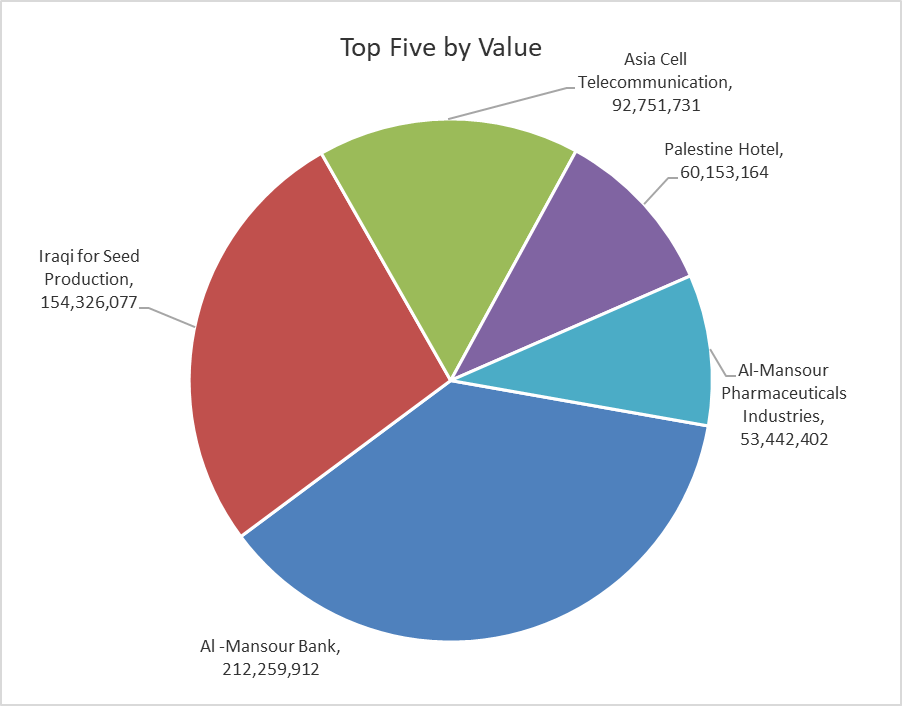 Top Five by Value
Asia Cell
Telecommunication,
92,751,731
Palestine Hotel,
60,153,164
Iraqi for Seed
Production,
154,326,077
Al-Mansour
Pharmaceuticals
Industries,
53,442,402
Al -Mansour Bank,
212,259,912